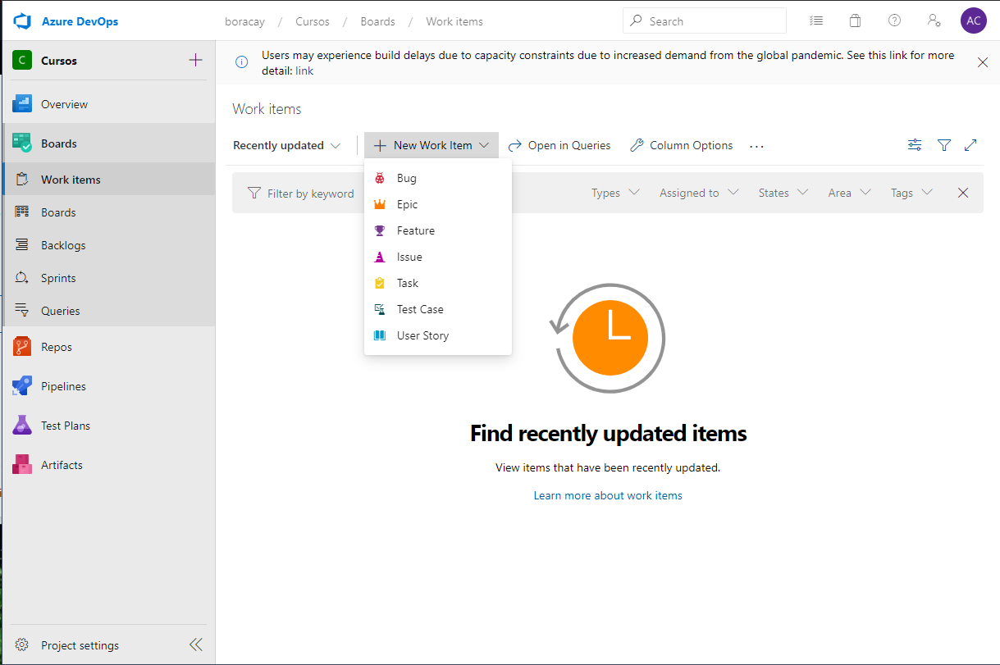 Azure DevOps
boracay / Cursos / Boards / Work items
Search
AC
C Cursos
Overview
Boards
Work items
Boards
Backlogs
Sprints
Queries
Repos
Pipelines
Test Plans
Artifacts
Project settings
Users may experience build delays due to capacity constraints due to increased demand from the global pandemic. See this link for more
detail: link
Work items
Recently updated
New Work Item
Open in Queries
Column Options
...
Filter by keyword
Types
Assigned to
States
Area
Tags
Bug
Epic
Feature
Issue
Task
Test Case
User Story
Find recently updated items
View items that have been recently updated.
Learn more about work items